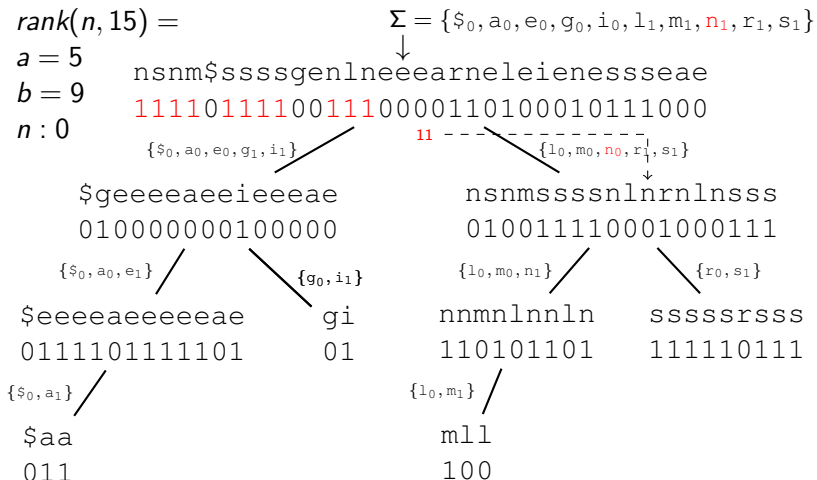 rank(n, 15) =
a = 5
b = 9
n : 0
Σ = {$₀, a₀, e₀, g₀, i₀, l₁, m₁, n₁, r₁, s₁}
nsnm$ssssgenlneeearneleienessseae
111101111001110000110100010111000
11
{$₀, a₀, e₀, g₁, i₁}
{l₀, m₀, n₀, r₁, s₁}
$geeeeaeeieeeae
nsnmssssnlnrnlnsss
010000000100000
010011110001000111
{$₀, a₀, e₁}
{g₀, i₁}
{l₀, m₀, n₁}
{r₀, s₁}
$eeeeaeeeeeae
gi
nnmnlnnln
sssssrsss
0111101111101
01
110101101
111110111
{$₀, a₁}
{l₀, m₁}
$aa
mll
011
100